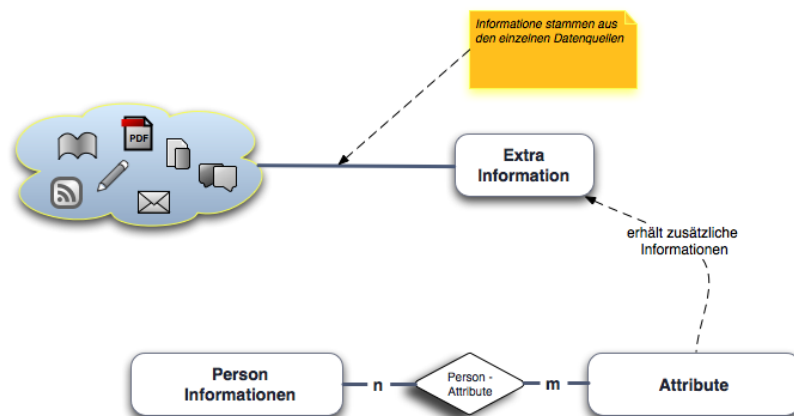 Informatione stammen aus
den einzelnen Datenquellen
PDF
Extra
Information
erhält zusätzliche
Informationen
Person
Informationen
n
Person -
Attribute
m
Attribute